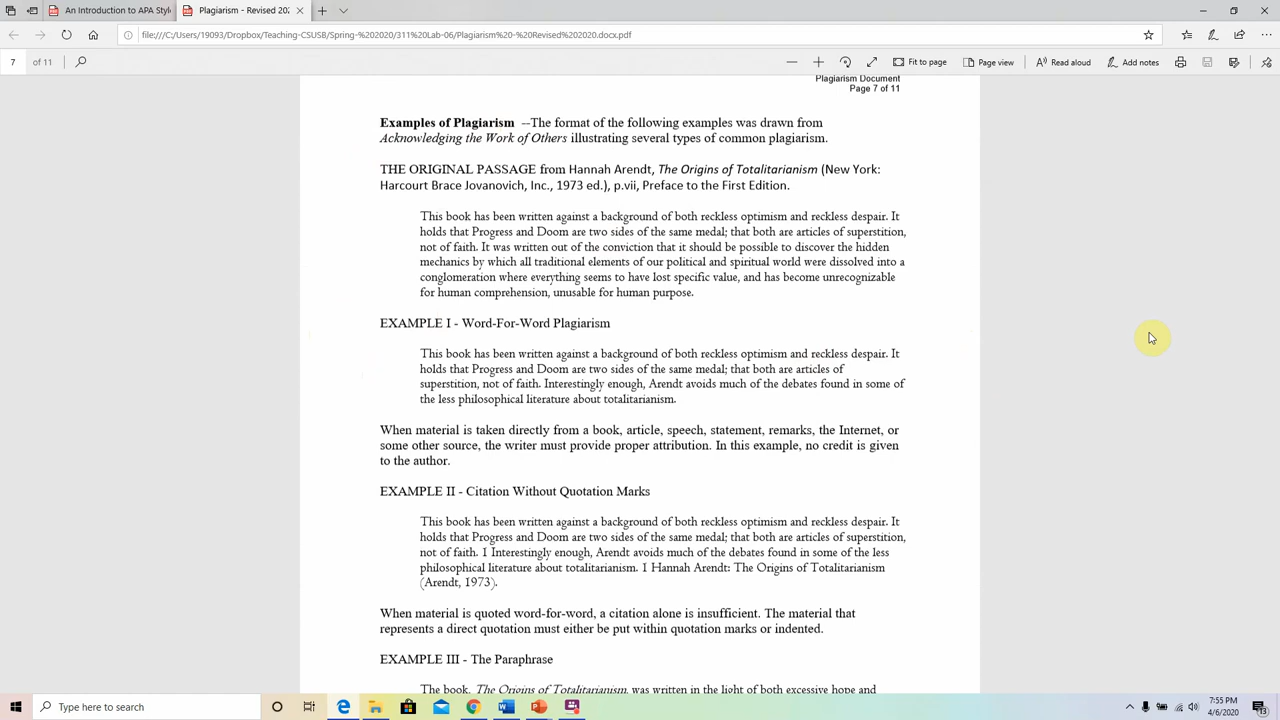 An Introduction to APA Styl
Plagiarism - Revised 202
file:///C:/Users/19093/Dropbox/Teaching-CSUSB/Spring-%202020/311%20Lab-06/Plagiarism%20-%20Revised%202020.docx.pdf
7 of 11
Fit to page
Page view
Read aloud
Add notes
Plagiarism Document
Page 7 of 11
Examples of Plagiarism --The format of the following examples was drawn from
Acknowledging the Work of Others illustrating several types of common plagiarism.
THE ORIGINAL PASSAGE from Hannah Arendt, The Origins of Totalitarianism (New York:
Harcourt Brace Jovanovich, Inc., 1973 ed.), p.vii, Preface to the First Edition.
This book has been written against a background of both reckless optimism and reckless despair. It
holds that Progress and Doom are two sides of the same medal; that both are articles of superstition,
not of faith. It was written out of the conviction that it should be possible to discover the hidden
mechanics by which all traditional elements of our political and spiritual world were dissolved into a
conglomeration where everything seems to have lost specific value, and has become unrecognizable
for human comprehension, unusable for human purpose.
EXAMPLE I - Word-For-Word Plagiarism
This book has been written against a background of both reckless optimism and reckless despair. It
holds that Progress and Doom are two sides of the same medal; that both are articles of
superstition, not of faith. Interestingly enough, Arendt avoids much of the debates found in some of
the less philosophical literature about totalitarianism.
When material is taken directly from a book, article, speech, statement, remarks, the Internet, or
some other source, the writer must provide proper attribution. In this example, no credit is given
to the author.
EXAMPLE II - Citation Without Quotation Marks
This book has been written against a background of both reckless optimism and reckless despair. It
holds that Progress and Doom are two sides of the same medal; that both are articles of superstition,
not of faith. 1 Interestingly enough, Arendt avoids much of the debates found in some of the less
philosophical literature about totalitarianism. 1 Hannah Arendt: The Origins of Totalitarianism
(Arendt, 1973).
When material is quoted word-for-word, a citation alone is insufficient. The material that
represents a direct quotation must either be put within quotation marks or indented.
EXAMPLE III - The Paraphrase
The book, The Origins of Totalitarianism, was written in the light of both excessive hope and
Type here to search
7:55 PM
4/6/2020